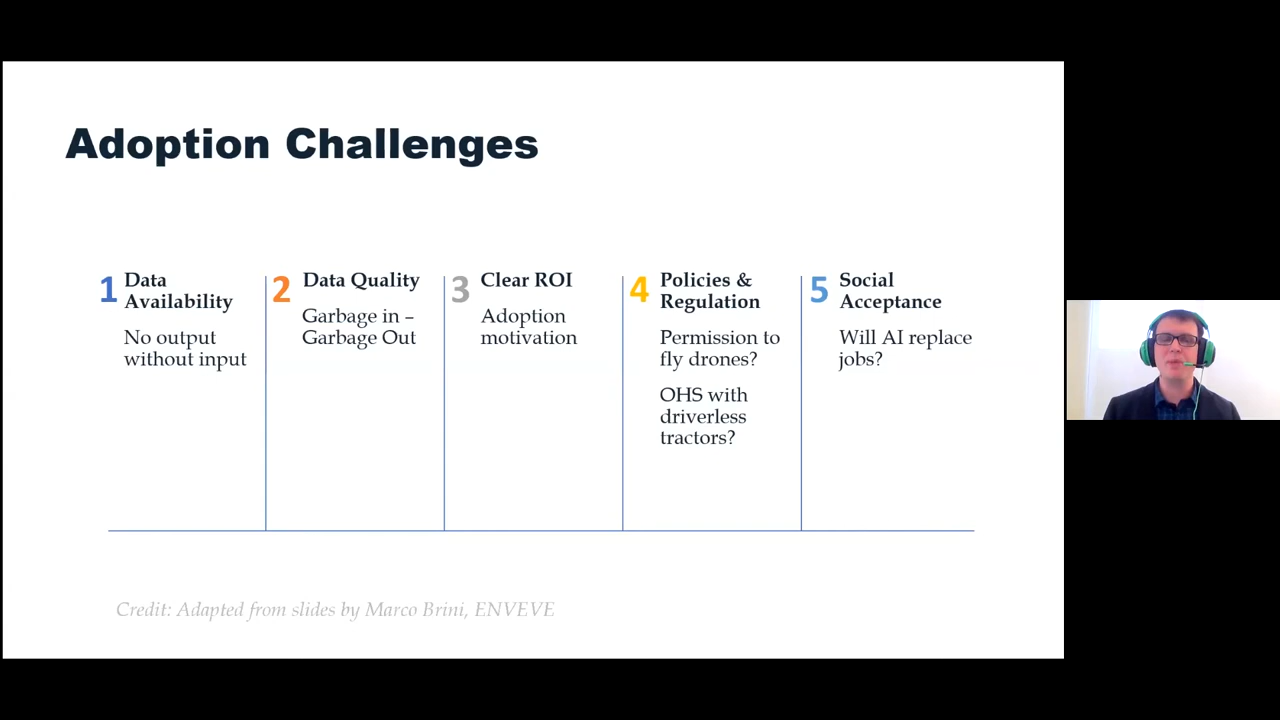 Adoption Challenges
1
Data
Availability
No output
without input
2
Data Quality
Garbage in –
Garbage Out
3
Clear ROI
Adoption
motivation
4
Policies &
Regulation
Permission to
fly drones?
OHS with
driverless
tractors?
5
Social
Acceptance
Will AI replace
jobs?
Credit: Adapted from slides by Marco Brini, ENVEVE